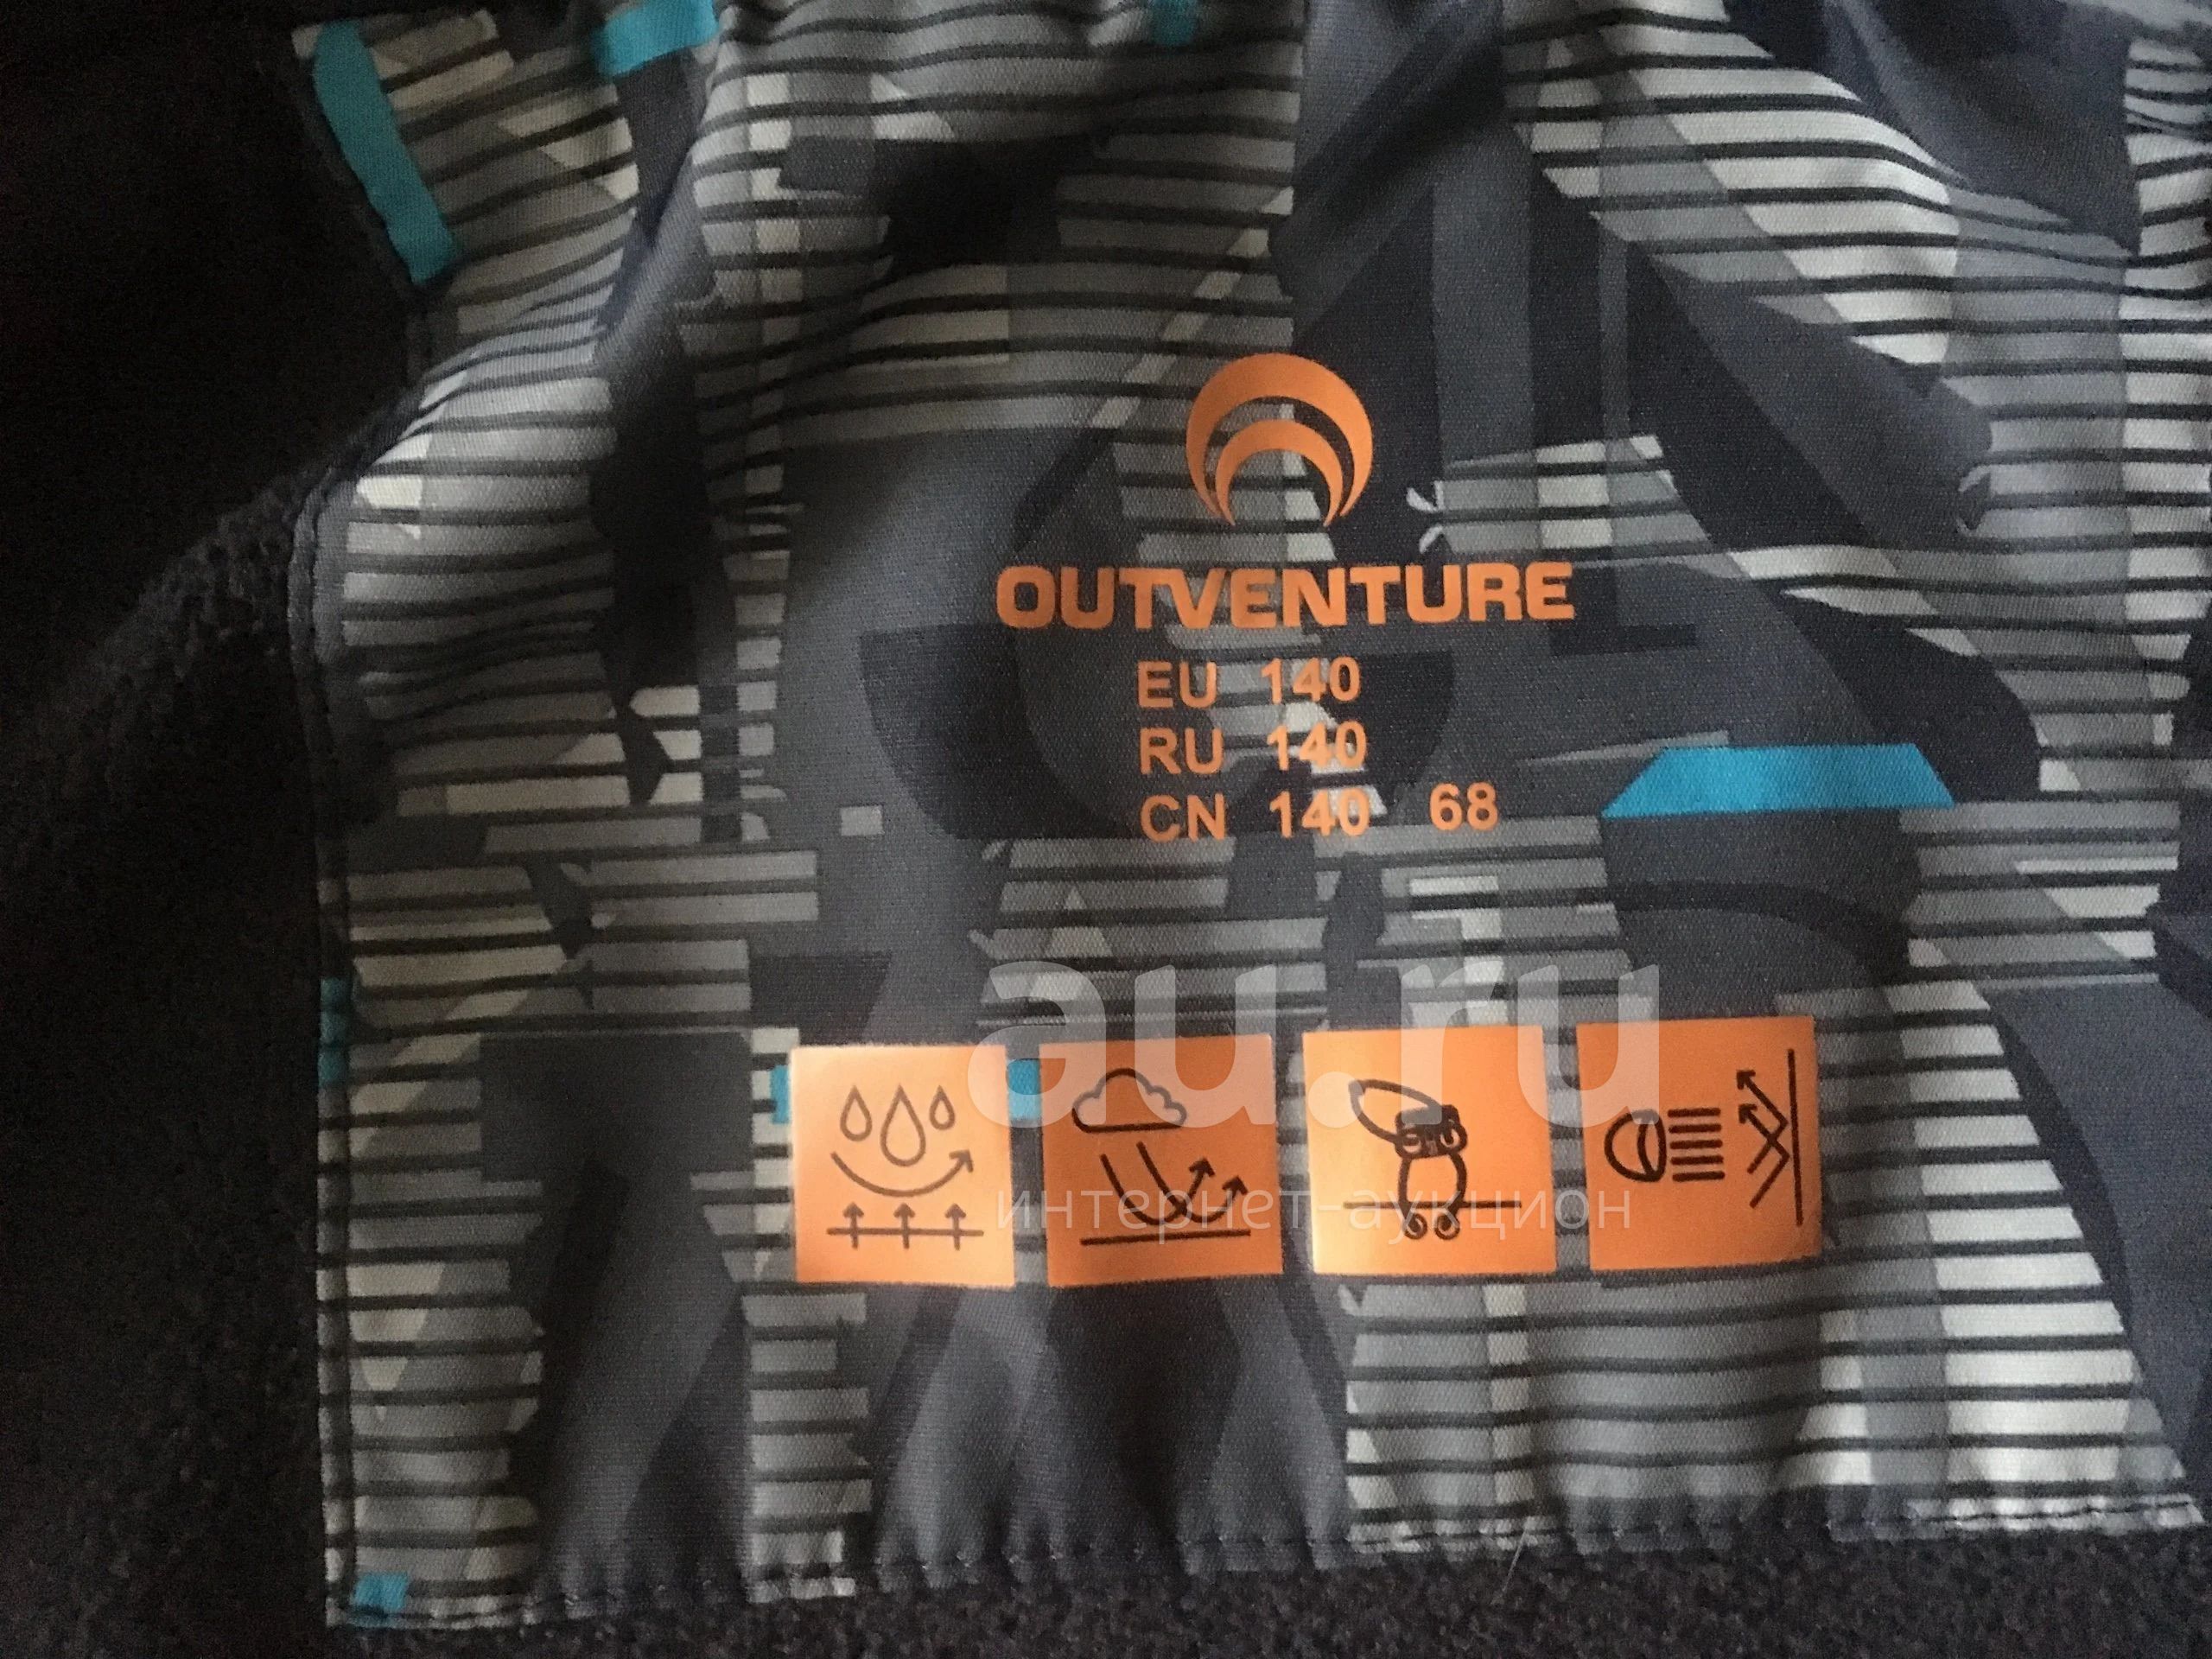 OUTVENTURE
EU 140
RU 140
CN 140 68
au.ru
интернет-аукцион